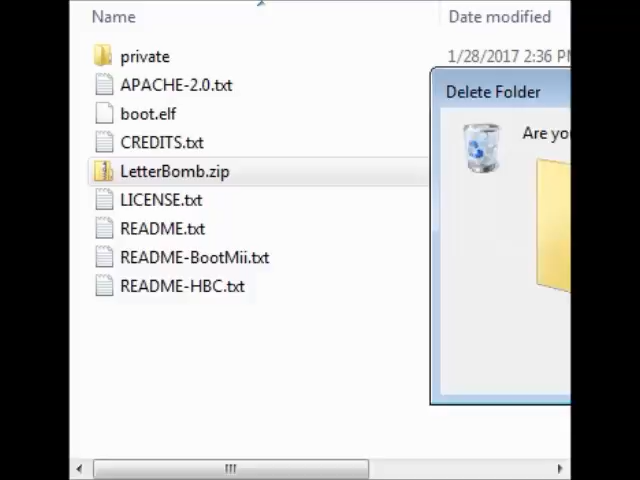 Name Date modified
private 1/28/2017 2:36
APACHE-2.0.txt
Delete Folder
boot.elf
Are
CREDITS.txt
LetterBomb.zip
LICENSE.txt
README.txt
README-BootMii.txt
README-HBC.txt